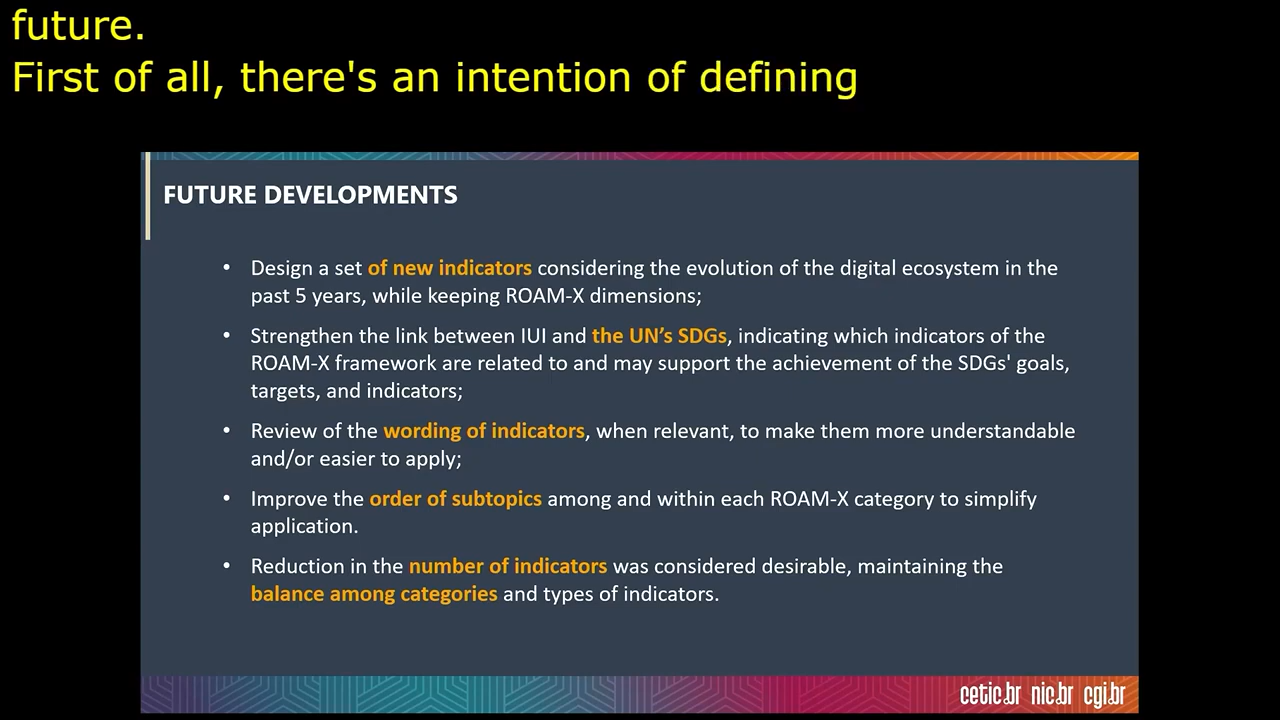 future.
First of all, there's an intention of defining
FUTURE DEVELOPMENTS
• Design a set of new indicators considering the evolution of the digital ecosystem in the
past 5 years, while keeping ROAM-X dimensions;
• Strengthen the link between IUI and the UN’s SDGs, indicating which indicators of the
ROAM-X framework are related to and may support the achievement of the SDGs' goals,
targets, and indicators;
• Review of the wording of indicators, when relevant, to make them more understandable
and/or easier to apply;
• Improve the order of subtopics among and within each ROAM-X category to simplify
application.
• Reduction in the number of indicators was considered desirable, maintaining the
balance among categories and types of indicators.
cetic.br nic.br cgi.br